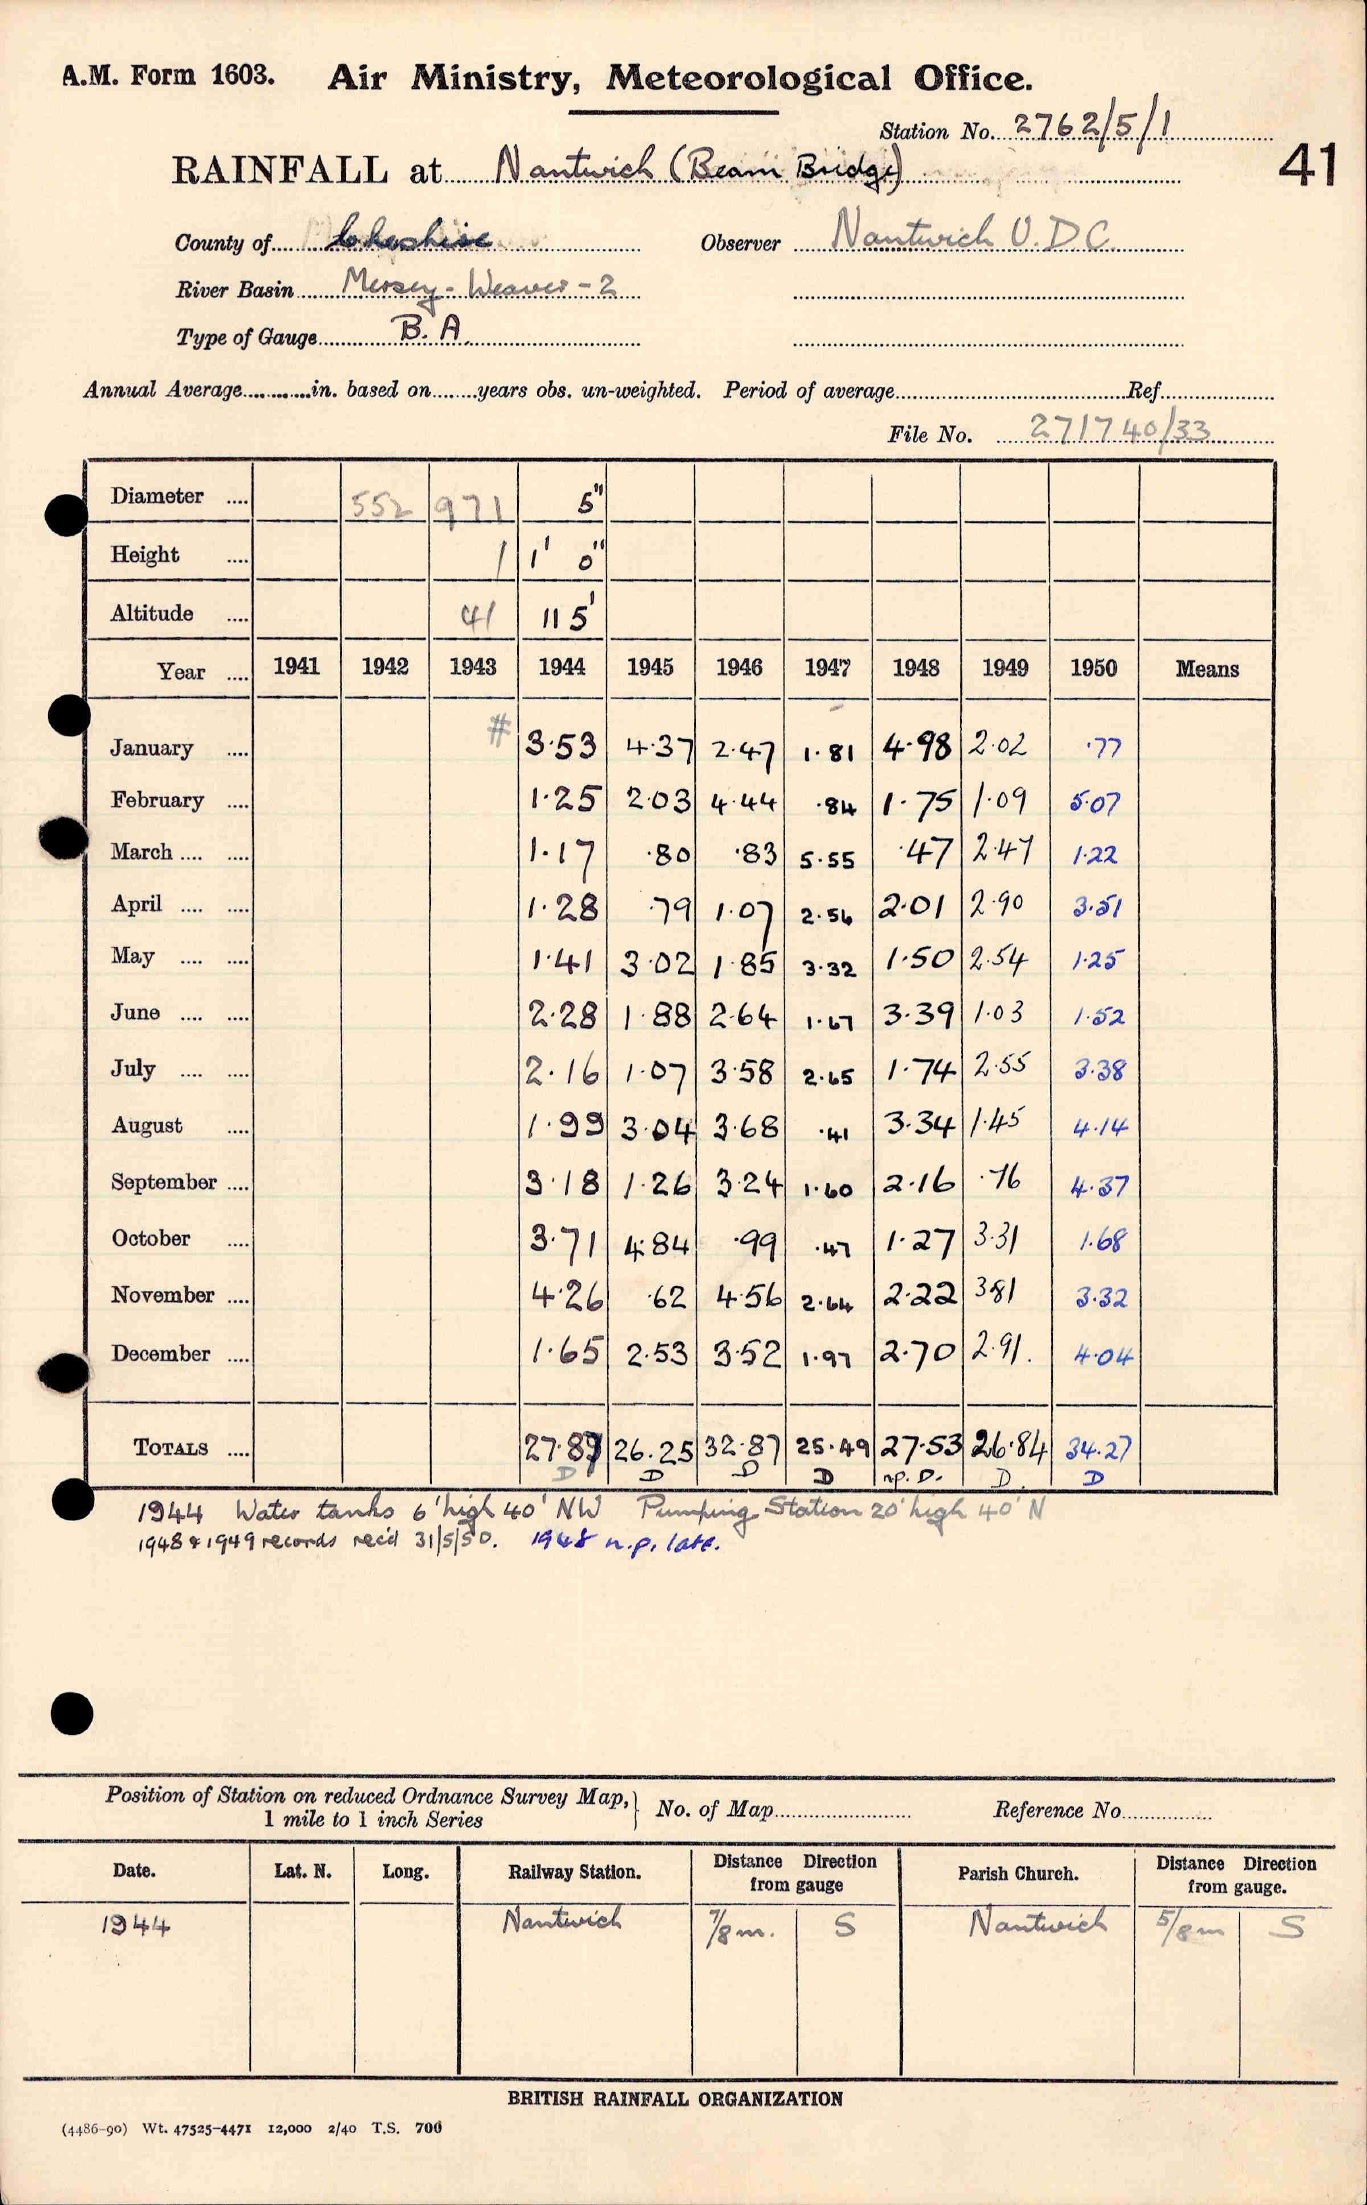 A.M. Form 1603. Air Ministry, Meteorological Office.
Station No. 2762/5/1
41
RAINFALL at Nantwich (Beam Bridge)
County of Cheshire Observer Nantwich U.D.C.
River Basin Mersey - Weaver - 2
Type of Gauge B. A.
Annual Average in. based on years obs. un-weighted. Period of average Ref
File No. 271740/33
Diameter 552 971 5"
Height 1 1' 0"
Altitude 41 115'
Year 1941 1942 1943 1944 1945 1946 1947 1948 1949 1950 Means
January # 3.53 4.37 2.47 1.81 4.98 2.02 .77
February 1.25 2.03 4.44 .84 1.75 1.09 5.07
March 1.17 .80 .83 5.55 .47 2.47 1.22
April 1.28 .79 1.07 2.56 2.01 2.90 3.51
May 1.41 3.02 1.85 3.32 1.50 2.54 1.25
June 2.28 1.88 2.64 1.67 3.39 1.03 1.52
July 2.16 1.07 3.58 2.65 1.74 2.55 3.38
August 1.99 3.04 3.68 .41 3.34 1.45 4.14
September 3.18 1.26 3.24 1.60 2.16 .76 4.37
October 3.71 4.84 .99 .47 1.27 3.31 1.68
November 4.26 .62 4.56 2.64 2.22 3.81 3.32
December 1.65 2.53 3.52 1.97 2.70 2.91. 4.04
TOTALS 27.87 26.25 32.87 25.49 27.53 26.84 34.27
D D D D n.p. D. D. D
1944 Water tanks 6' high 40' NW Pumping Station 20' high 40' N
1948 & 1949 records rec'd 31/5/50. 1948 n.p. late.
Position of Station on reduced Ordnance Survey Map,
1 mile to 1 inch Series
No. of Map Reference No.
Date. Lat. N. Long. Railway Station. Distance Direction from gauge Parish Church. Distance Direction from gauge.
1944 Nantwich 7/8 m. S Nantwich 5/8 m S
BRITISH RAINFALL ORGANIZATION
(4486-90) Wt. 47525-4471 12,000 2/40 T.S. 700